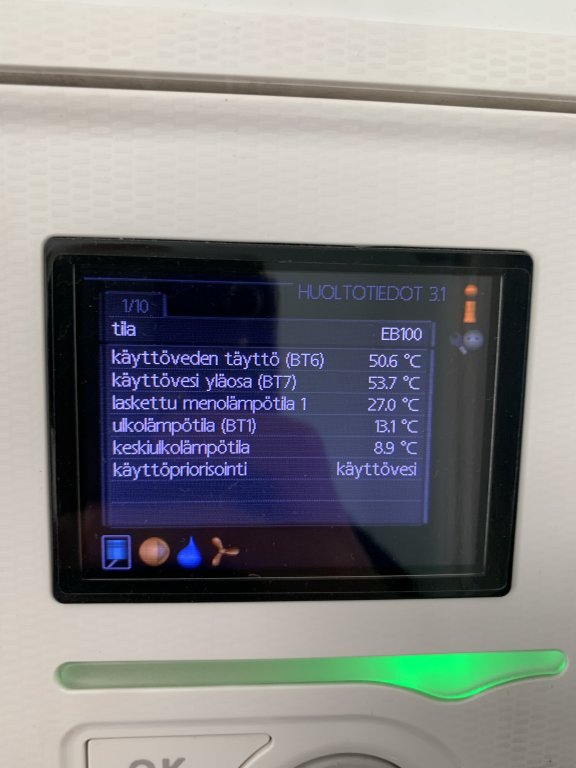 HUOLTOTIEDOT 3.1
1/10
tila EB100
käyttöveden täyttö (BT6) 50.6 °C
käyttövesi yläosa (BT7) 53.7 °C
laskettu menolämpötila 1 27.0 °C
ulkolämpötila (BT1) 13.1 °C
keskiulkolämpötila 8.9 °C
käyttöpriorisointi käyttövesi
OK